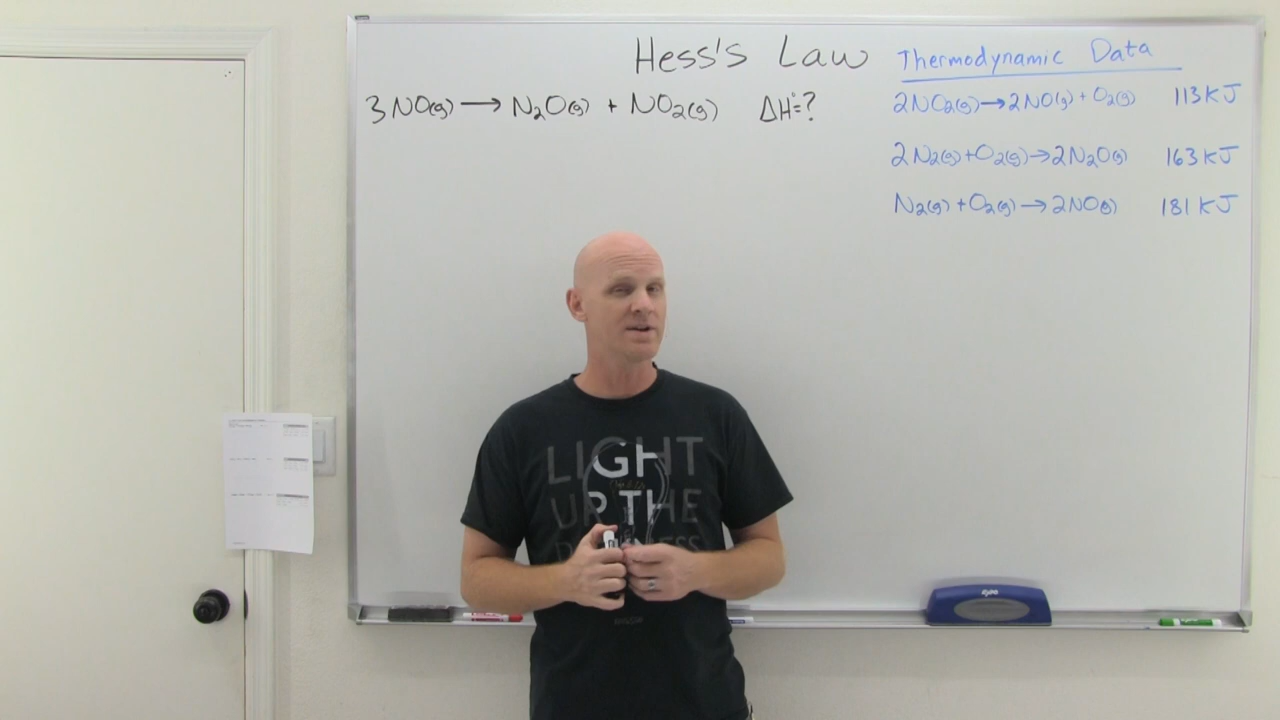 Hess's Law
3NO(g) → N₂O(g) + NO₂(g) ΔH°=?
Thermodynamic Data
2NO₂(g) → 2NO(g) + O₂(g) 113 KJ
2N₂(g) + O₂(g) → 2N₂O(g) 163 KJ
N₂(g) + O₂(g) → 2NO(g) 181 KJ
LIGHT
UP THE
EXPO